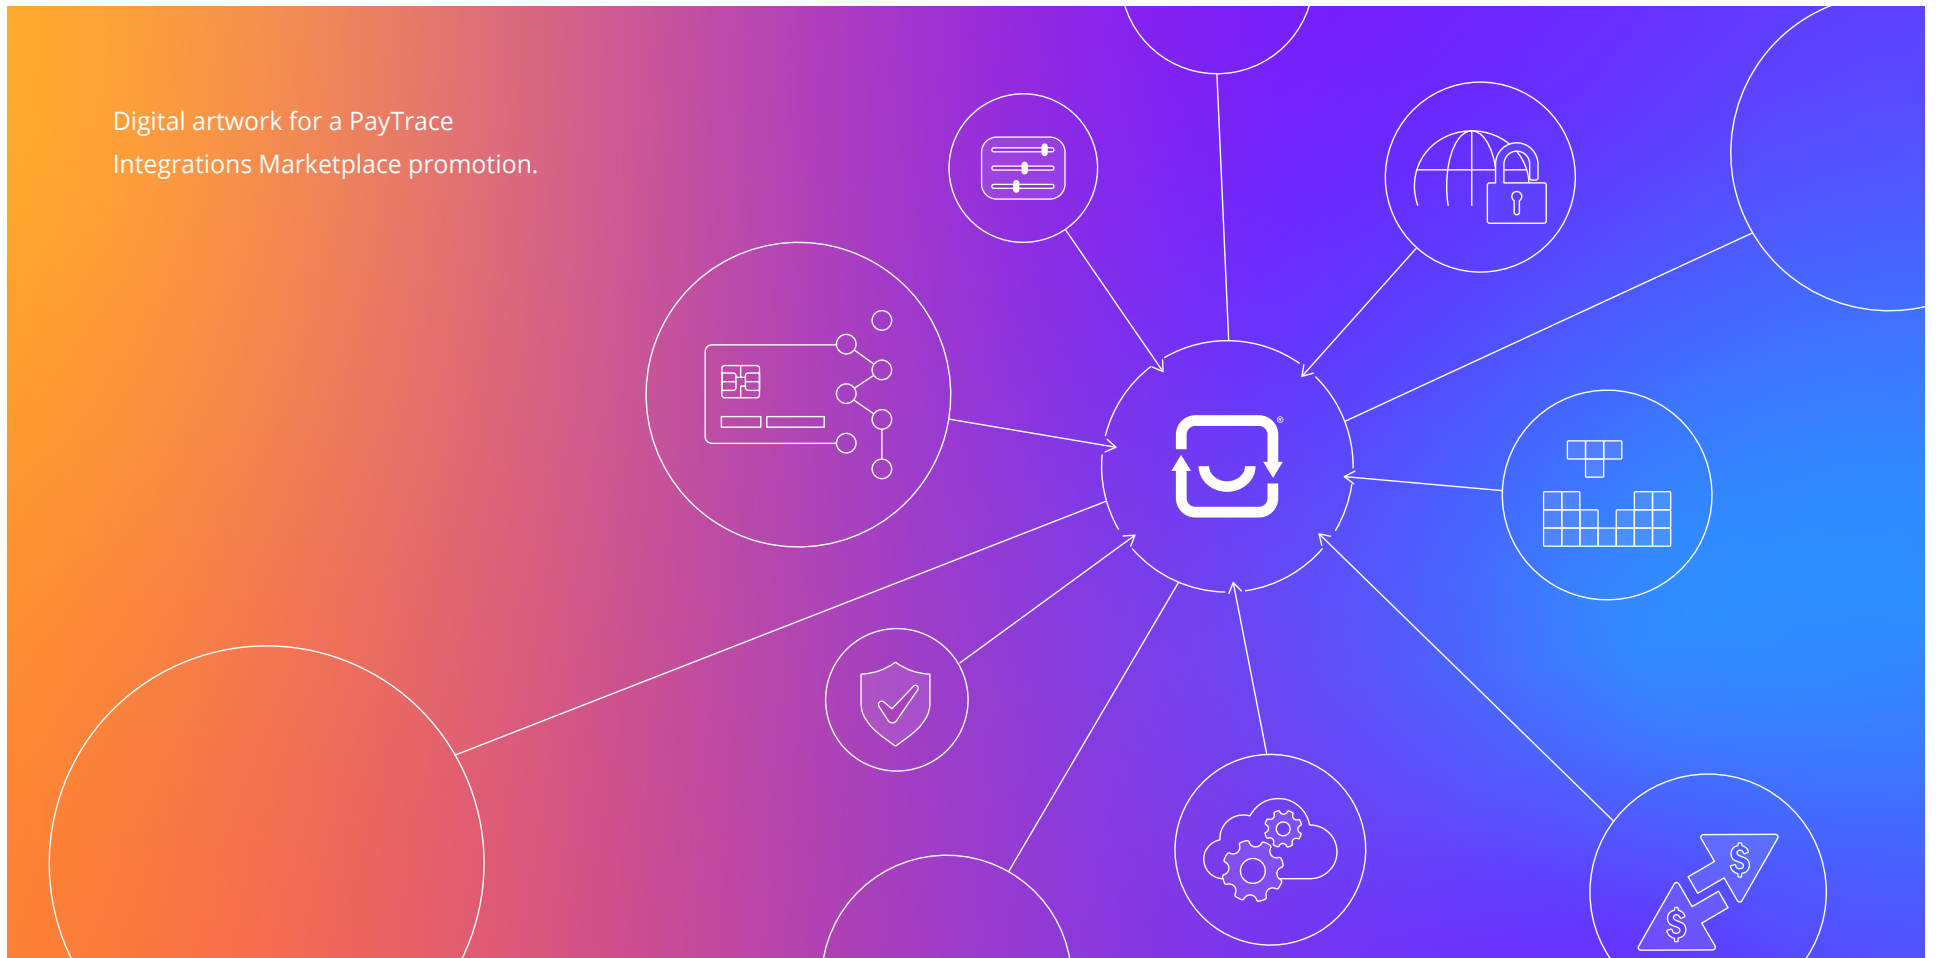 Digital artwork for a PayTrace
Integrations Marketplace promotion.
®
$
$